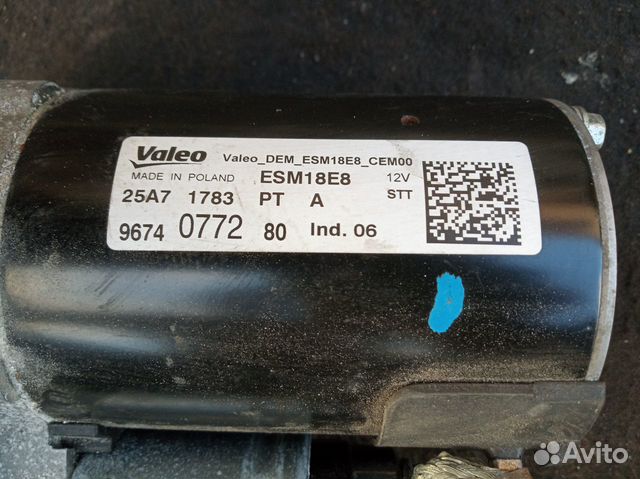 Valeo Valeo_DEM_ESM18E8_CEM00
MADE IN POLAND ESM18E8 12V
25A7 1783 PT A STT
9674 0772 80 Ind. 06
Avito